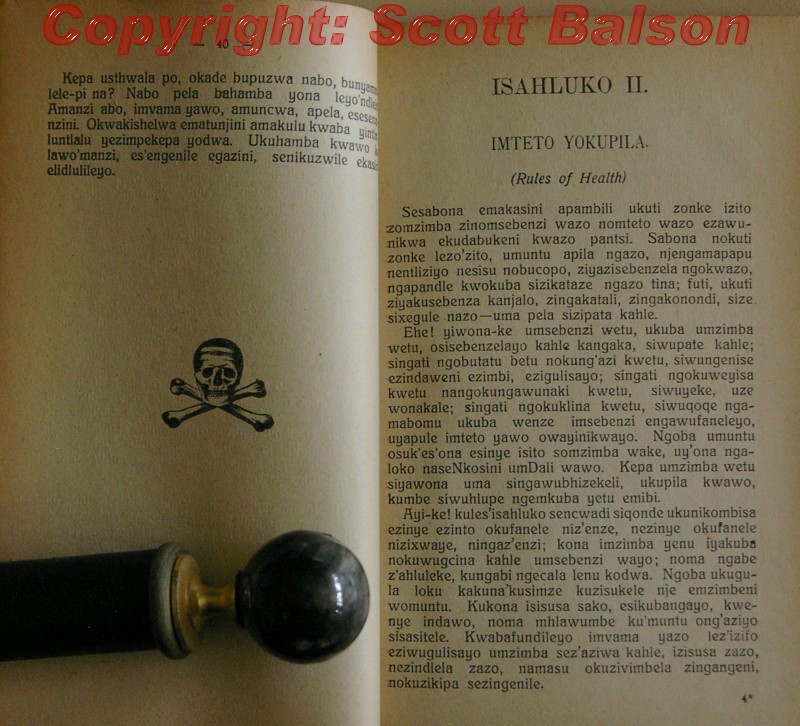 Copyright: Scott Balson
— 40 —
Kepa usthwala po, okade bupuzwa nabo,
lele-pi na? Nabo pela bahamba yona leyo'ndle
Amanzi abo, imvama yawo, amuncwa, apela,
nzini. Okwakishelwa ematunjini amakulu kwaba
luntlalu yezimpekepa yodwa. Ukuhamba kwawo
lawo'manzi, es'engenile egazini, senikuzwile
elidlulileyo.
ISAHLUKO II.
IMTETO YOKUPILA.
(Rules of Health)
Sesabona emakasini apambili ukuti zonke izito
zomzimba zinomsebenzi wazo nomteto wazo ezawu-
nikwa ekudabukeni kwazo pantsi. Sabona nokuti
zonke lezo'zito, umuntu apila ngazo, njengamapapu
nentliziyo nesisu nobucopo, ziyazisebenzela ngokwazo,
ngapandle kwokuba sizikataze ngazo tina; futi, ukuti
ziyakusebenza kanjalo, zingakatali, zingakonondi, size
sixegule nazo—uma pela sizipata kahle.
Ehe! yiwona-ke umsebenzi wetu, ukuba umzimba
wetu, osisebenzelayo kahle kangaka, siwupate kahle;
singati ngobutatu betu nokung'azi kwetu, siwungenise
ezindaweni ezimbi, ezigulisayo; singati ngokuweyisa
kwetu nangokungawunaki kwetu, siwuyeke, uze
wonakale; singati ngokuklina kwetu, siwuqoqe nga-
mabomu ukuba wenze imsebenzi engawufaneleyo,
uyapule imteto yawo owayinikwayo. Ngoba umuntu
osuk'es'ona esinye isito somzimba wake, uy'ona nga-
loko naseNkosini umDali wawo. Kepa umzimba wetu
siyawona uma singawubhizekeli, ukupila kwawo,
kumbe siwuhlupe ngemkuba yetu emibi.
Ayi-ke! kules'isahluko sencwadi siqonde ukunikombisa
ezinye ezinto okufanele niz'enze, nezinye okufanele
nizixwaye, ningaz'enzi; kona imzimba yenu iyakuba
nokuwugcina kahle umsebenzi wayo; noma ngabe
z'ahluleke, kungabi ngecala lenu kodwa. Ngoba ukugu-
la loku kakuna'kusimze kuzisukele nje emzimbeni
womuntu. Kukona isisusa sako, esikubangayo, kwe-
nye indawo, noma mhlawumbe ku'muntu ong'aziyo
sisasitele. Kwabafundileyo imvama yazo lez'izifo
eziwugulisayo umzimba sez'aziwa kahle, izisusa zazo,
nezindlela zazo, namasu okuzivimbela zingangeni,
nokuzikipa sezingenile.
4*